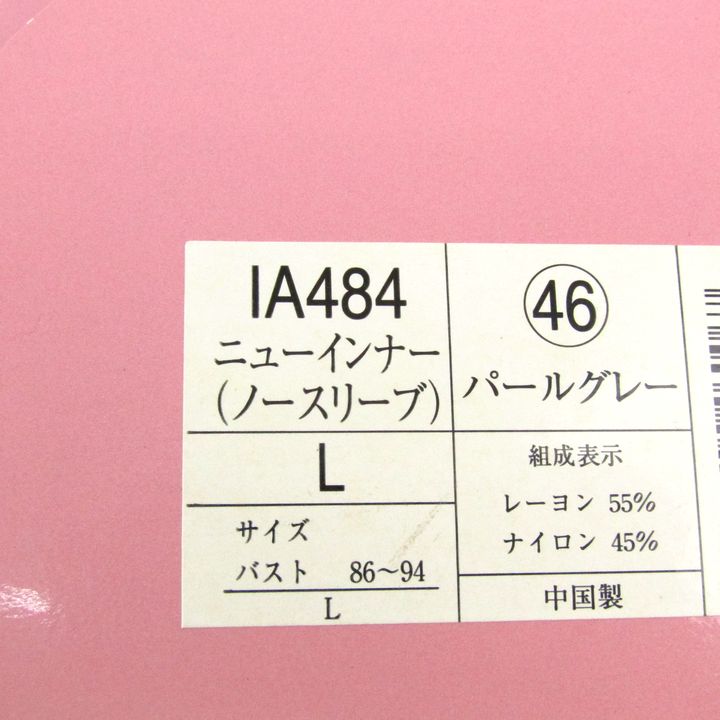 IA484
ニューインナー
(ノースリーブ)
L
サイズ
バスト 86〜94
L
46
パールグレー
組成表示
レーヨン 55%
ナイロン 45%
中国製